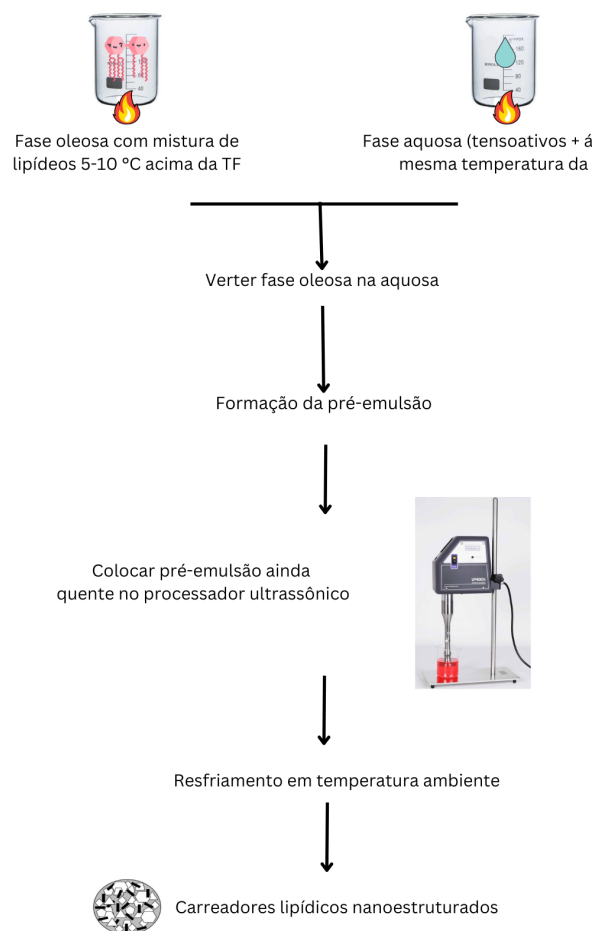 Fase oleosa com mistura de
lipídeos 5-10 °C acima da TF
Fase aquosa (tensoativos + á
mesma temperatura da
Verter fase oleosa na aquosa
Formação da pré-emulsão
Colocar pré-emulsão ainda
quente no processador ultrassônico
Resfriamento em temperatura ambiente
Carreadores lipídicos nanoestruturados